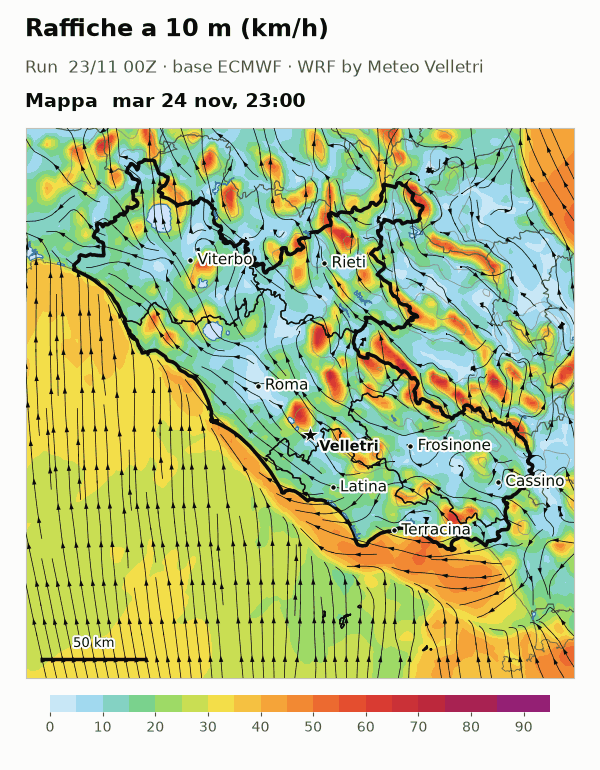 Raffiche a 10 m (km/h)
Run 23/11 00Z · base ECMWF · WRF by Meteo Velletri
Mappa mar 24 nov, 23:00
Viterbo
Rieti
Roma
Velletri
Frosinone
Cassino
Latina
Terracina
50 km
0 10 20 30 40 50 60 70 80 90